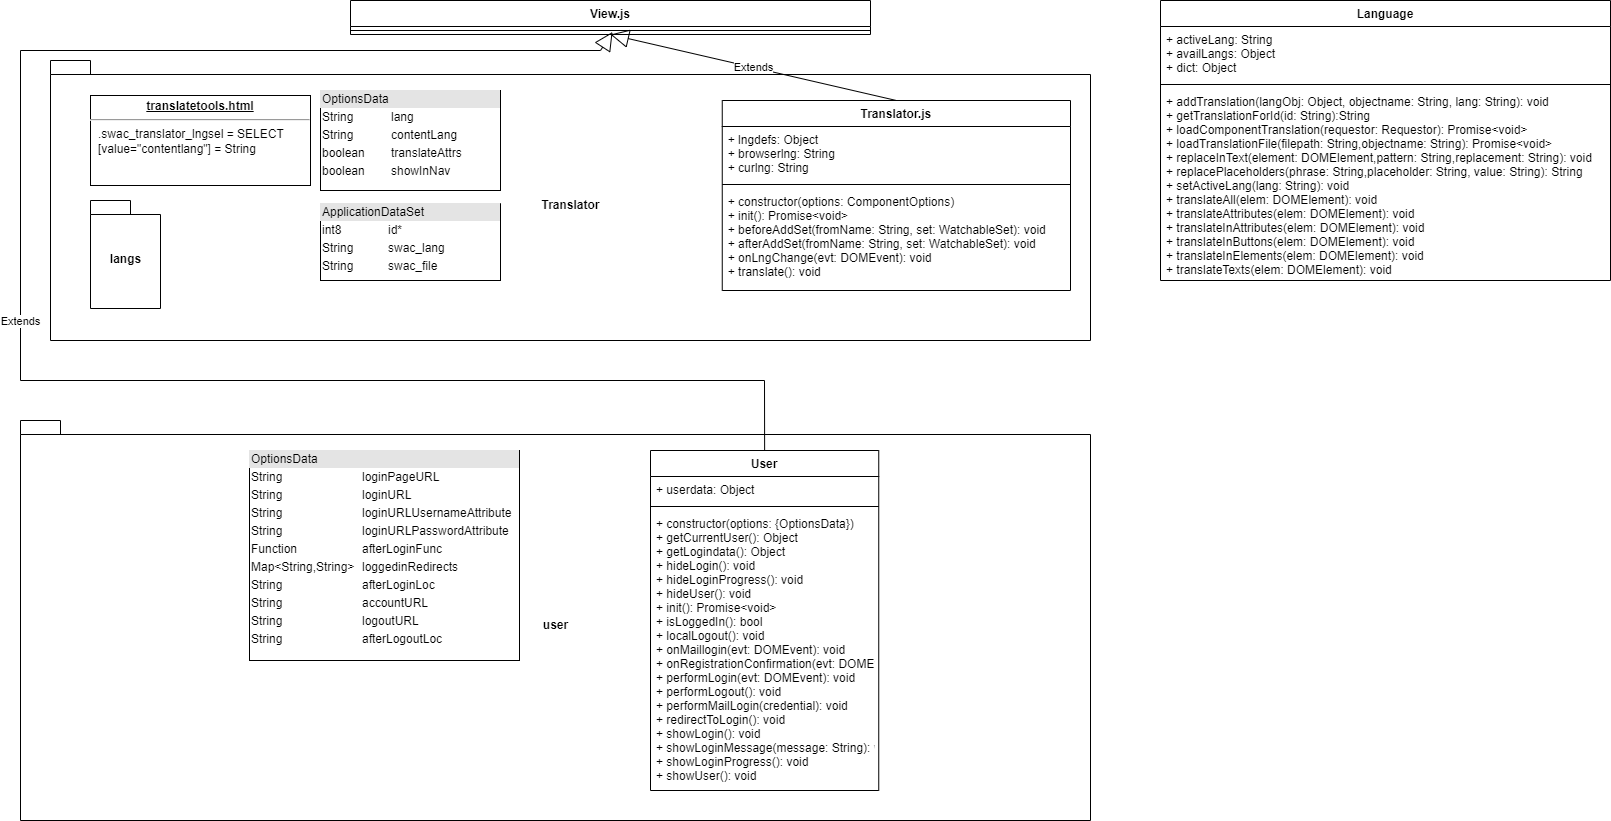 View.js
Language
+ activeLang: String
+ availLangs: Object
+ dict: Object
+ addTranslation(langObj: Object, objectname: String, lang: String): void
+ getTranslationForId(id: String):String
+ loadComponentTranslation(requestor: Requestor): Promise<void>
+ loadTranslationFile(filepath: String,objectname: String): Promise<void>
+ replaceInText(element: DOMElement,pattern: String,replacement: String): void
+ replacePlaceholders(phrase: String,placeholder: String, value: String): String
+ setActiveLang(lang: String): void
+ translateAll(elem: DOMElement): void
+ translateAttributes(elem: DOMElement): void
+ translateInAttributes(elem: DOMElement): void
+ translateInButtons(elem: DOMElement): void
+ translateInElements(elem: DOMElement): void
+ translateTexts(elem: DOMElement): void
Extends
translatetools.html
.swac_translator_lngsel = SELECT
[value="contentlang"] = String
OptionsData
String lang
String contentLang
boolean translateAttrs
boolean showInNav
Translator.js
+ lngdefs: Object
+ browserlng: String
+ curlng: String
+ constructor(options: ComponentOptions)
+ init(): Promise<void>
+ beforeAddSet(fromName: String, set: WatchableSet): void
+ afterAddSet(fromName: String, set: WatchableSet): void
+ onLngChange(evt: DOMEvent): void
+ translate(): void
Translator
ApplicationDataSet
int8 id*
String swac_lang
String swac_file
langs
Extends
OptionsData
String loginPageURL
String loginURL
String loginURLUsernameAttribute
String loginURLPasswordAttribute
Function afterLoginFunc
Map<String,String> loggedinRedirects
String afterLoginLoc
String accountURL
String logoutURL
String afterLogoutLoc
user
User
+ userdata: Object
+ constructor(options: {OptionsData})
+ getCurrentUser(): Object
+ getLogindata(): Object
+ hideLogin(): void
+ hideLoginProgress(): void
+ hideUser(): void
+ init(): Promise<void>
+ isLoggedIn(): bool
+ localLogout(): void
+ onMaillogin(evt: DOMEvent): void
+ onRegistrationConfirmation(evt: DOME
+ performLogin(evt: DOMEvent): void
+ performLogout(): void
+ performMailLogin(credential): void
+ redirectToLogin(): void
+ showLogin(): void
+ showLoginMessage(message: String):
+ showLoginProgress(): void
+ showUser(): void